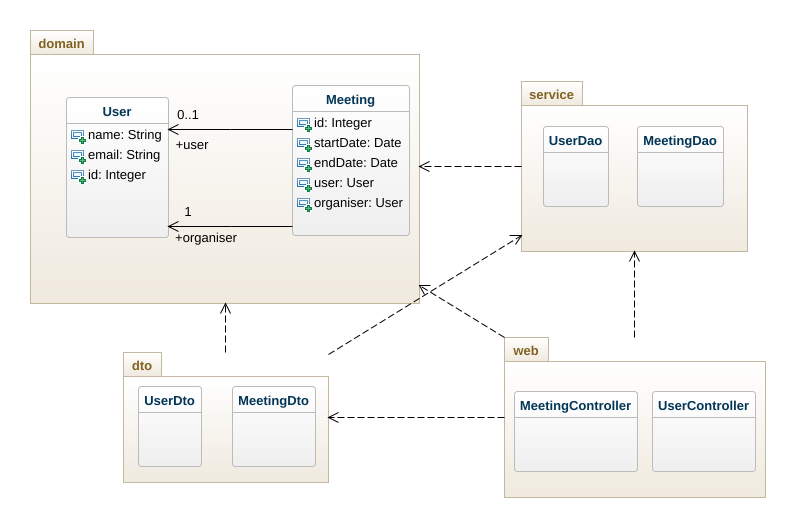 domain
User
name: String
email: String
id: Integer
0..1
+user
1
+organiser
Meeting
id: Integer
startDate: Date
endDate: Date
user: User
organiser: User
service
UserDao
MeetingDao
dto
UserDto
MeetingDto
web
MeetingController
UserController